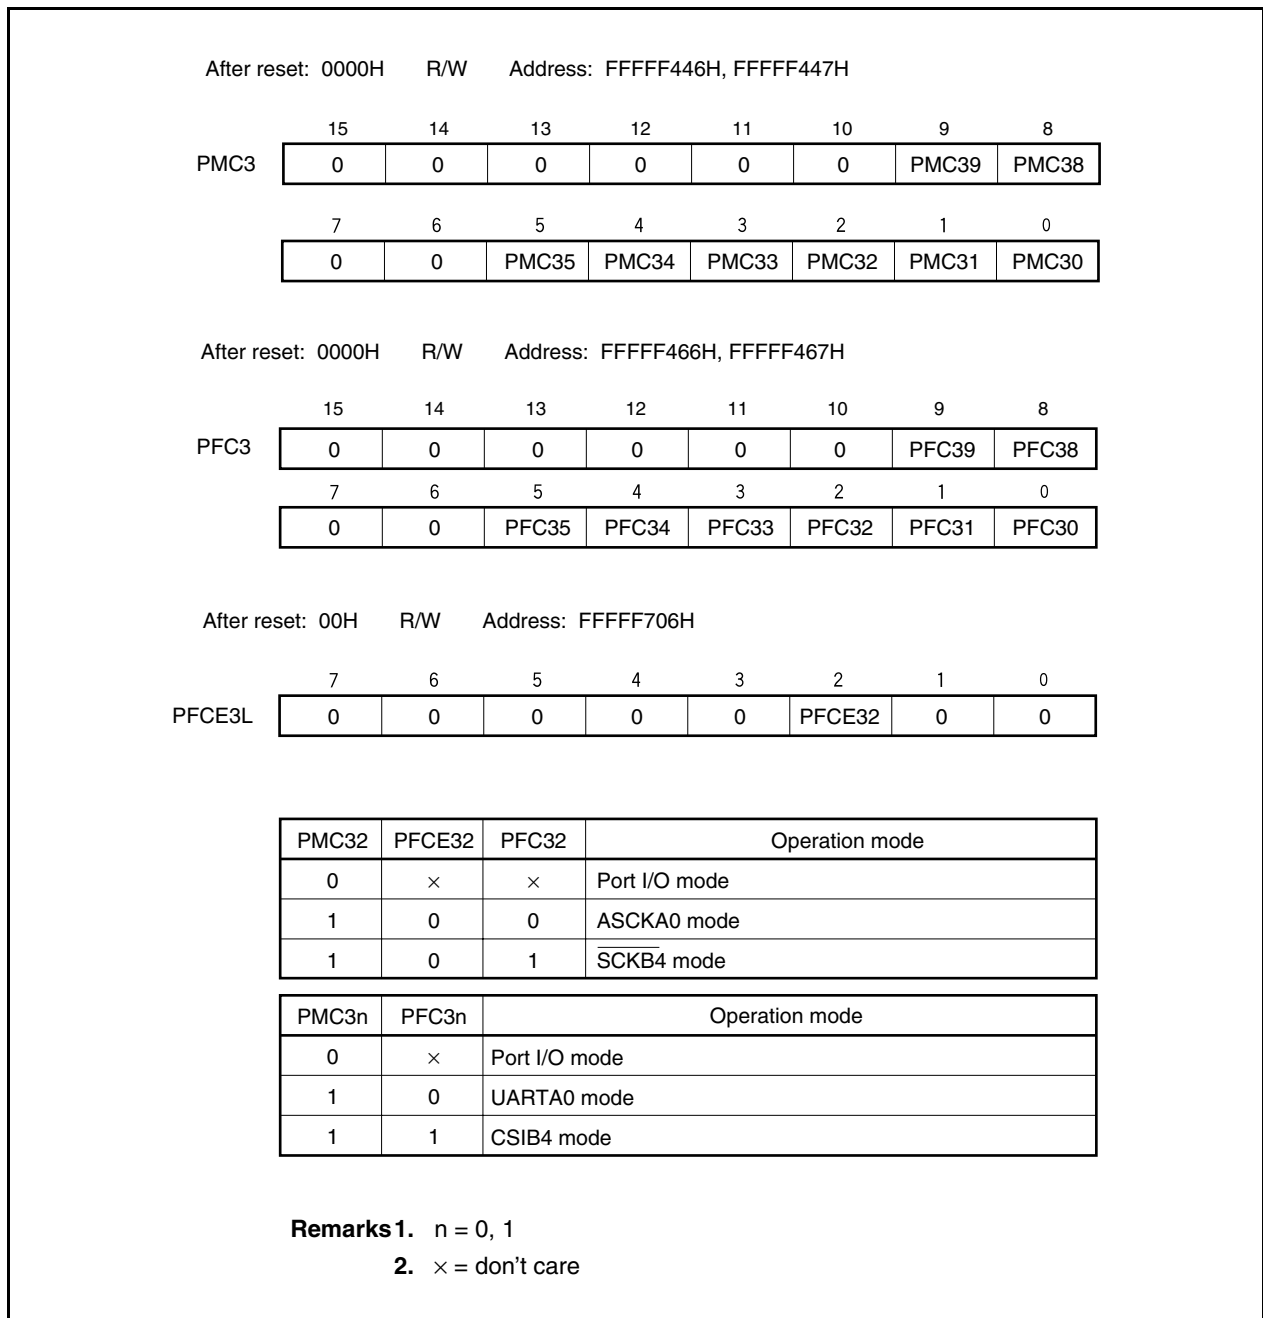 After reset: 0000H R/W Address: FFFFF446H, FFFFF447H
15 14 13 12 11 10 9 8
PMC3 0 0 0 0 0 0 PMC39 PMC38
7 6 5 4 3 2 1 0
0 0 PMC35 PMC34 PMC33 PMC32 PMC31 PMC30
After reset: 0000H R/W Address: FFFFF466H, FFFFF467H
15 14 13 12 11 10 9 8
PFC3 0 0 0 0 0 0 PFC39 PFC38
7 6 5 4 3 2 1 0
0 0 PFC35 PFC34 PFC33 PFC32 PFC31 PFC30
After reset: 00H R/W Address: FFFFF706H
7 6 5 4 3 2 1 0
PFCE3L 0 0 0 0 0 PFCE32 0 0
PMC32 PFCE32 PFC32 Operation mode
0 × × Port I/O mode
1 0 0 ASCKA0 mode
1 0 1 S̅C̅K̅B̅4̅ mode
PMC3n PFC3n Operation mode
0 × Port I/O mode
1 0 UARTA0 mode
1 1 CSIB4 mode
Remarks 1. n = 0, 1
2. × = don't care